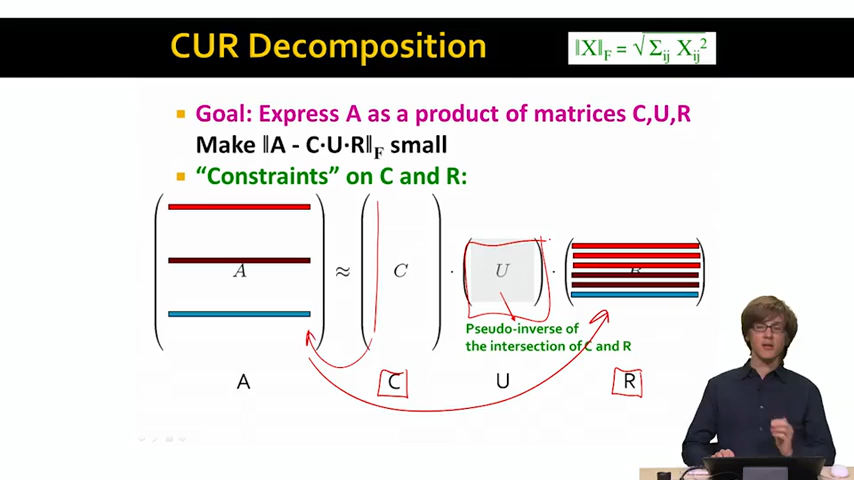 CUR Decomposition
‖X‖F = √Σij Xij²
Goal: Express A as a product of matrices C,U,R
Make ‖A - C·U·R‖F small
“Constraints” on C and R:
A ≈ C · U · R
Pseudo-inverse of
the intersection of C and R
A C U R